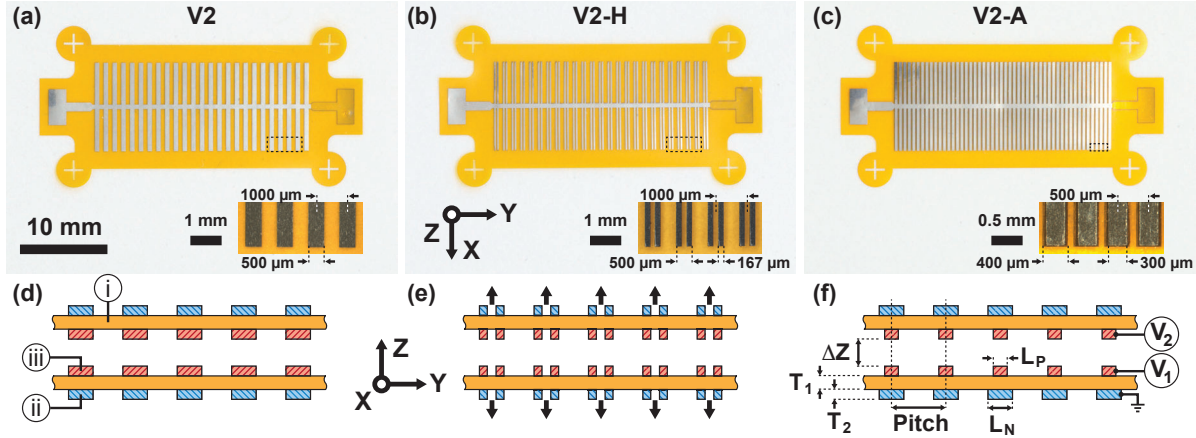 (a) V2
(b) V2-H
(c) V2-A
10 mm
1 mm
1000 µm
500 µm
Z Y
X
1 mm
1000 µm
500 µm 167 µm
0.5 mm
500 µm
400 µm 300 µm
(d) i
iii
ii
(e)
Z
X Y
(f)
V2
ΔZ LP
V1
T1
T2
Pitch LN